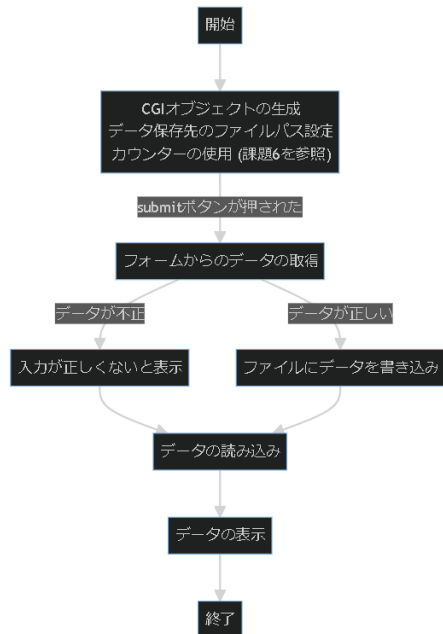 開始
CGIオブジェクトの生成
データ保存先のファイルパス設定
カウンターの使用 (課題6を参照)
submitボタンが押された
フォームからのデータの取得
データが不正
データが正しい
入力が正しくないと表示
ファイルにデータを書き込み
データの読み込み
データの表示
終了